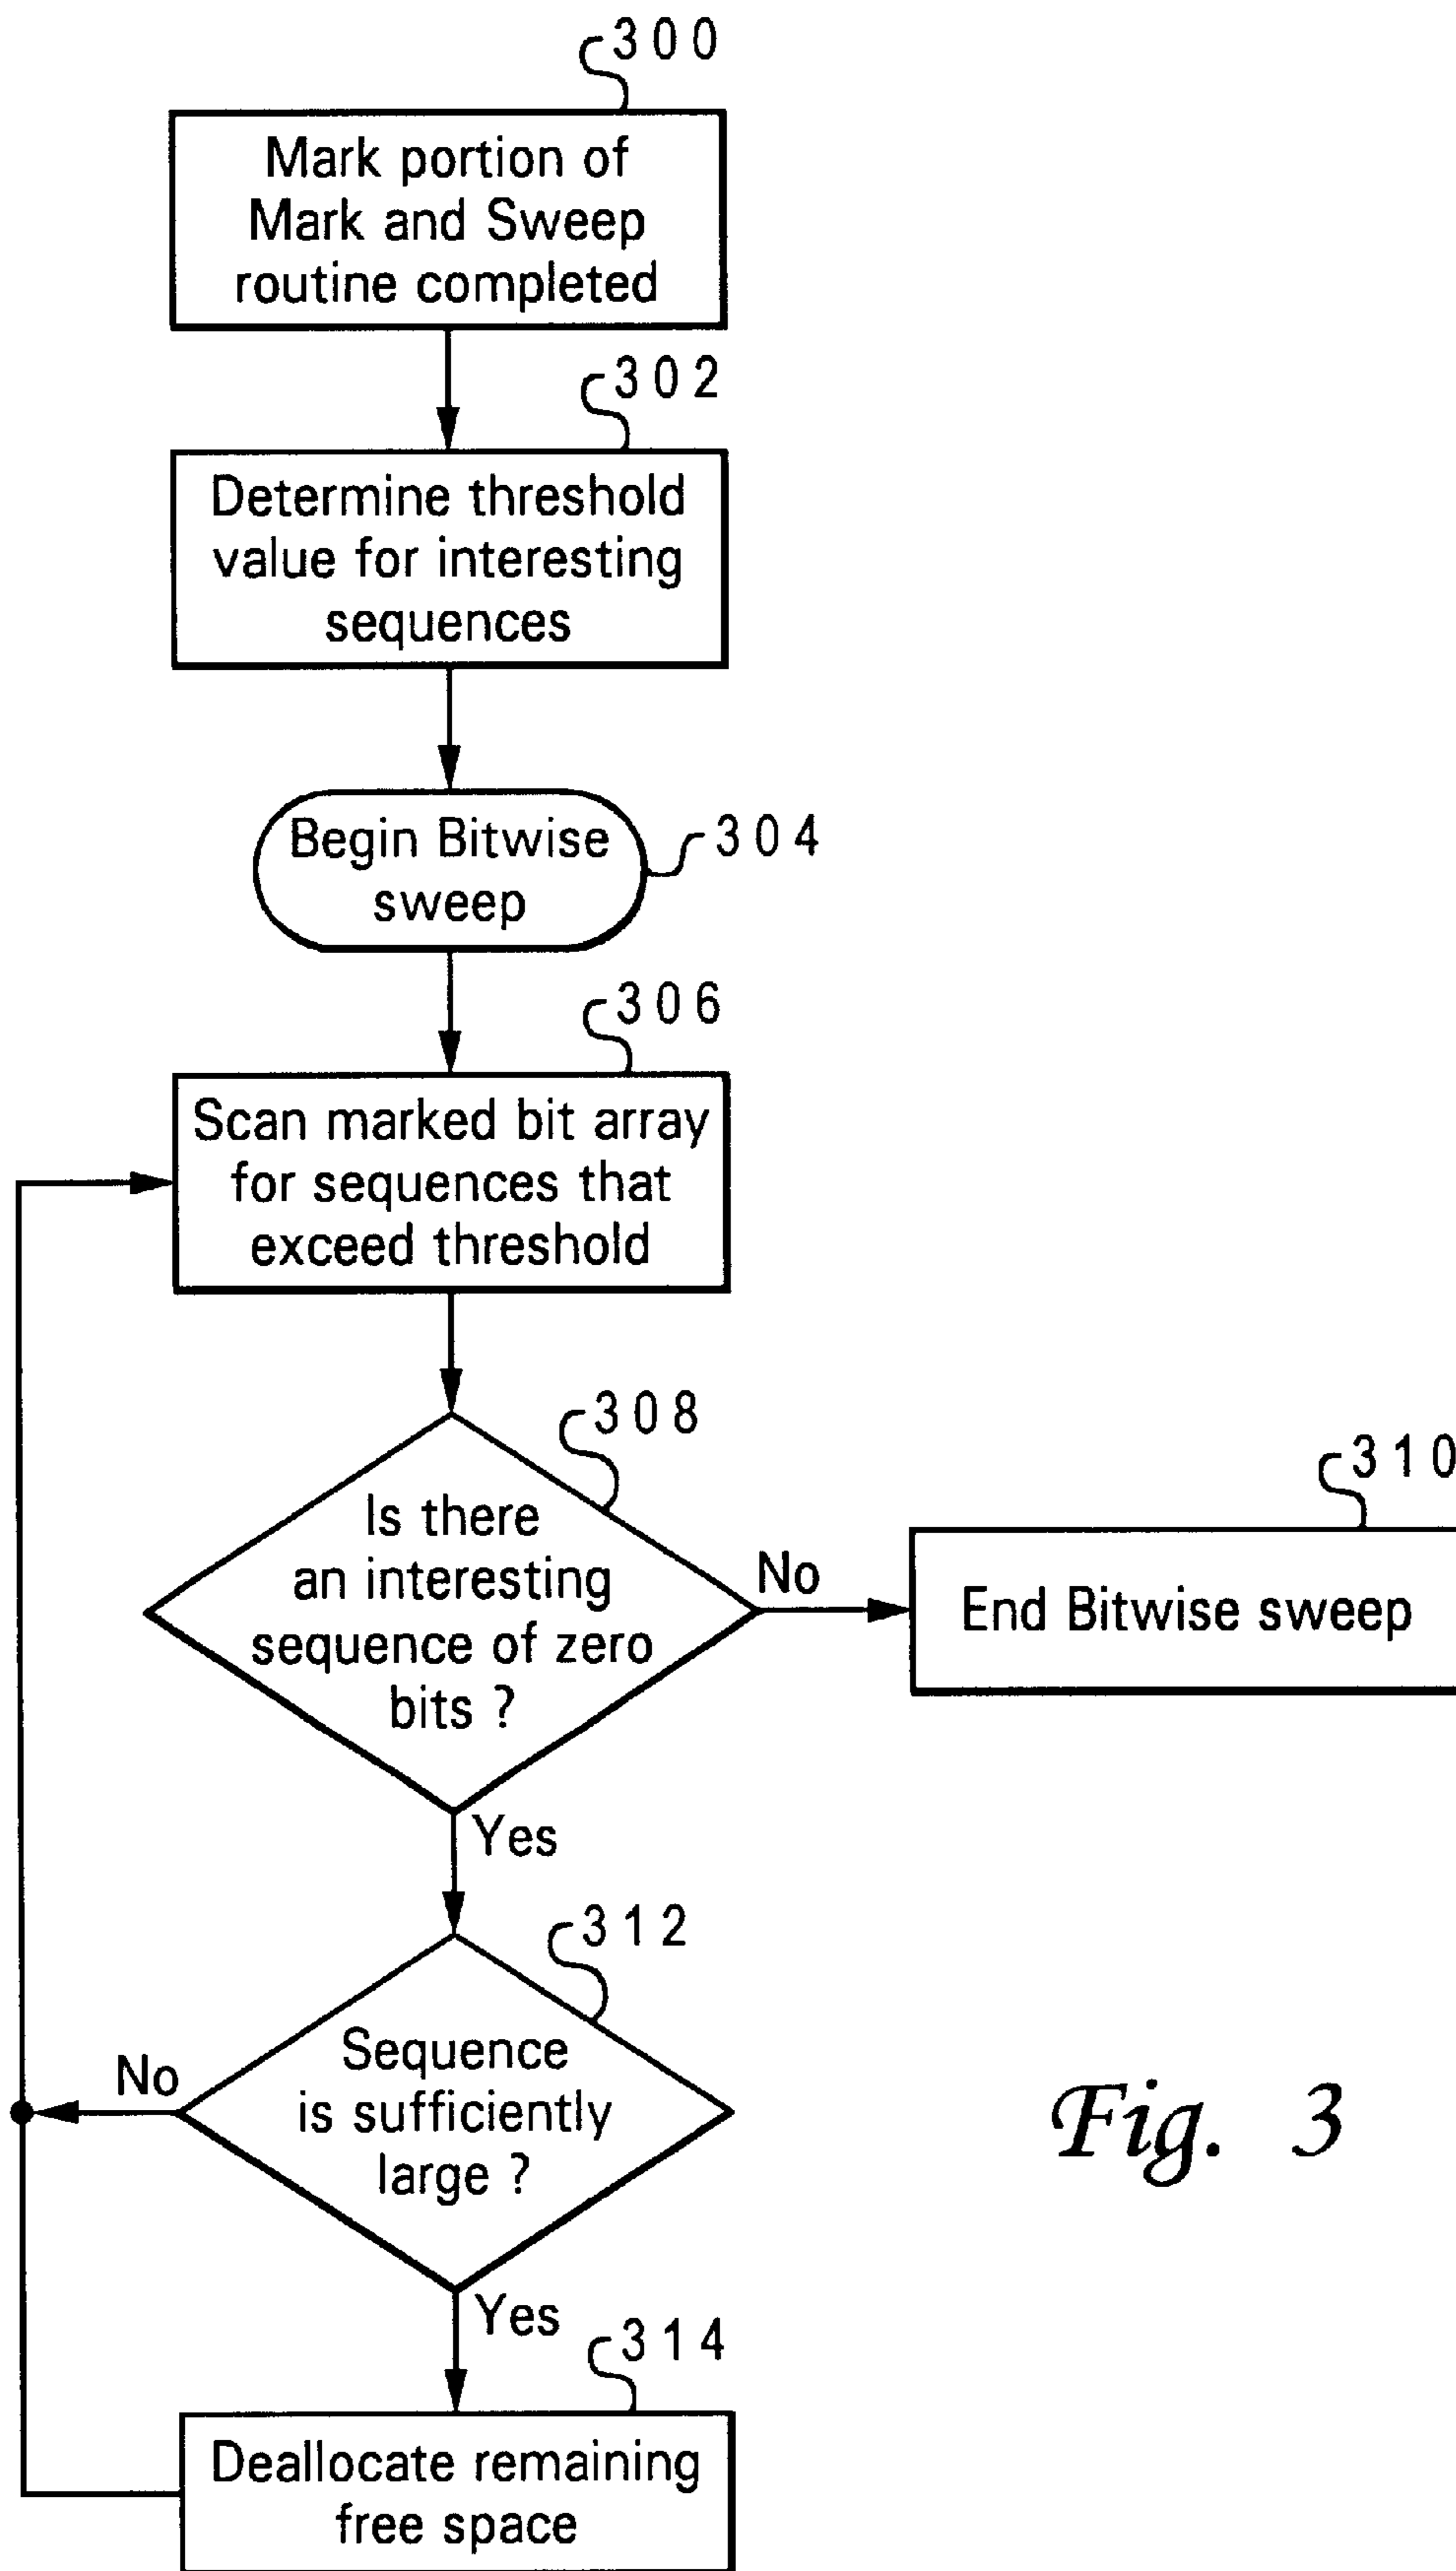 300
Mark portion of
Mark and Sweep
routine completed
302
Determine threshold
value for interesting
sequences
Begin Bitwise
sweep
304
306
Scan marked bit array
for sequences that
exceed threshold
308
Is there
an interesting
sequence of zero
bits ?
No
310
End Bitwise sweep
Yes
312
Sequence
is sufficiently
large ?
No
Yes
314
Deallocate remaining
free space
Fig. 3